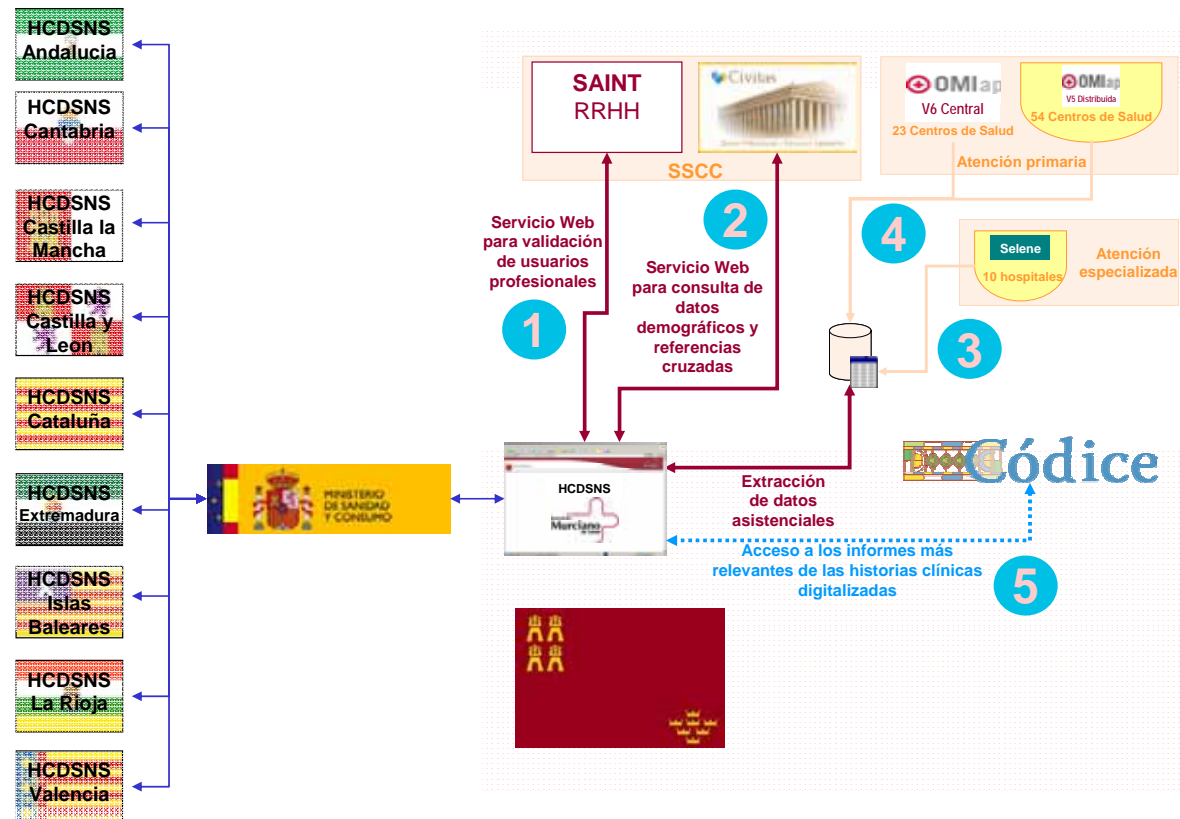 HCDSNS
Andalucia
HCDSNS
Cantabria
HCDSNS
Castilla la
Mancha
HCDSNS
Castilla y
Leon
HCDSNS
Cataluña
HCDSNS
Extremadura
HCDSNS
Islas
Baleares
HCDSNS
La Rioja
HCDSNS
Valencia
MINISTERIO
DE SANIDAD
Y CONSUMO
SAINT
RRHH
Civitas
SSCC
OMIap
V6 Central
23 Centros de Salud
OMIap
V5 Distribuida
54 Centros de Salud
Atención primaria
Servicio Web
para validación
de usuarios
profesionales
1
2
Servicio Web
para consulta de
datos
demográficos y
referencias
cruzadas
4
Selene
10 hospitales
Atención
especializada
3
HCDSNS
Murciano
Extracción
de datos
asistenciales
Códice
Acceso a los informes más
relevantes de las historias clínicas
digitalizadas
5